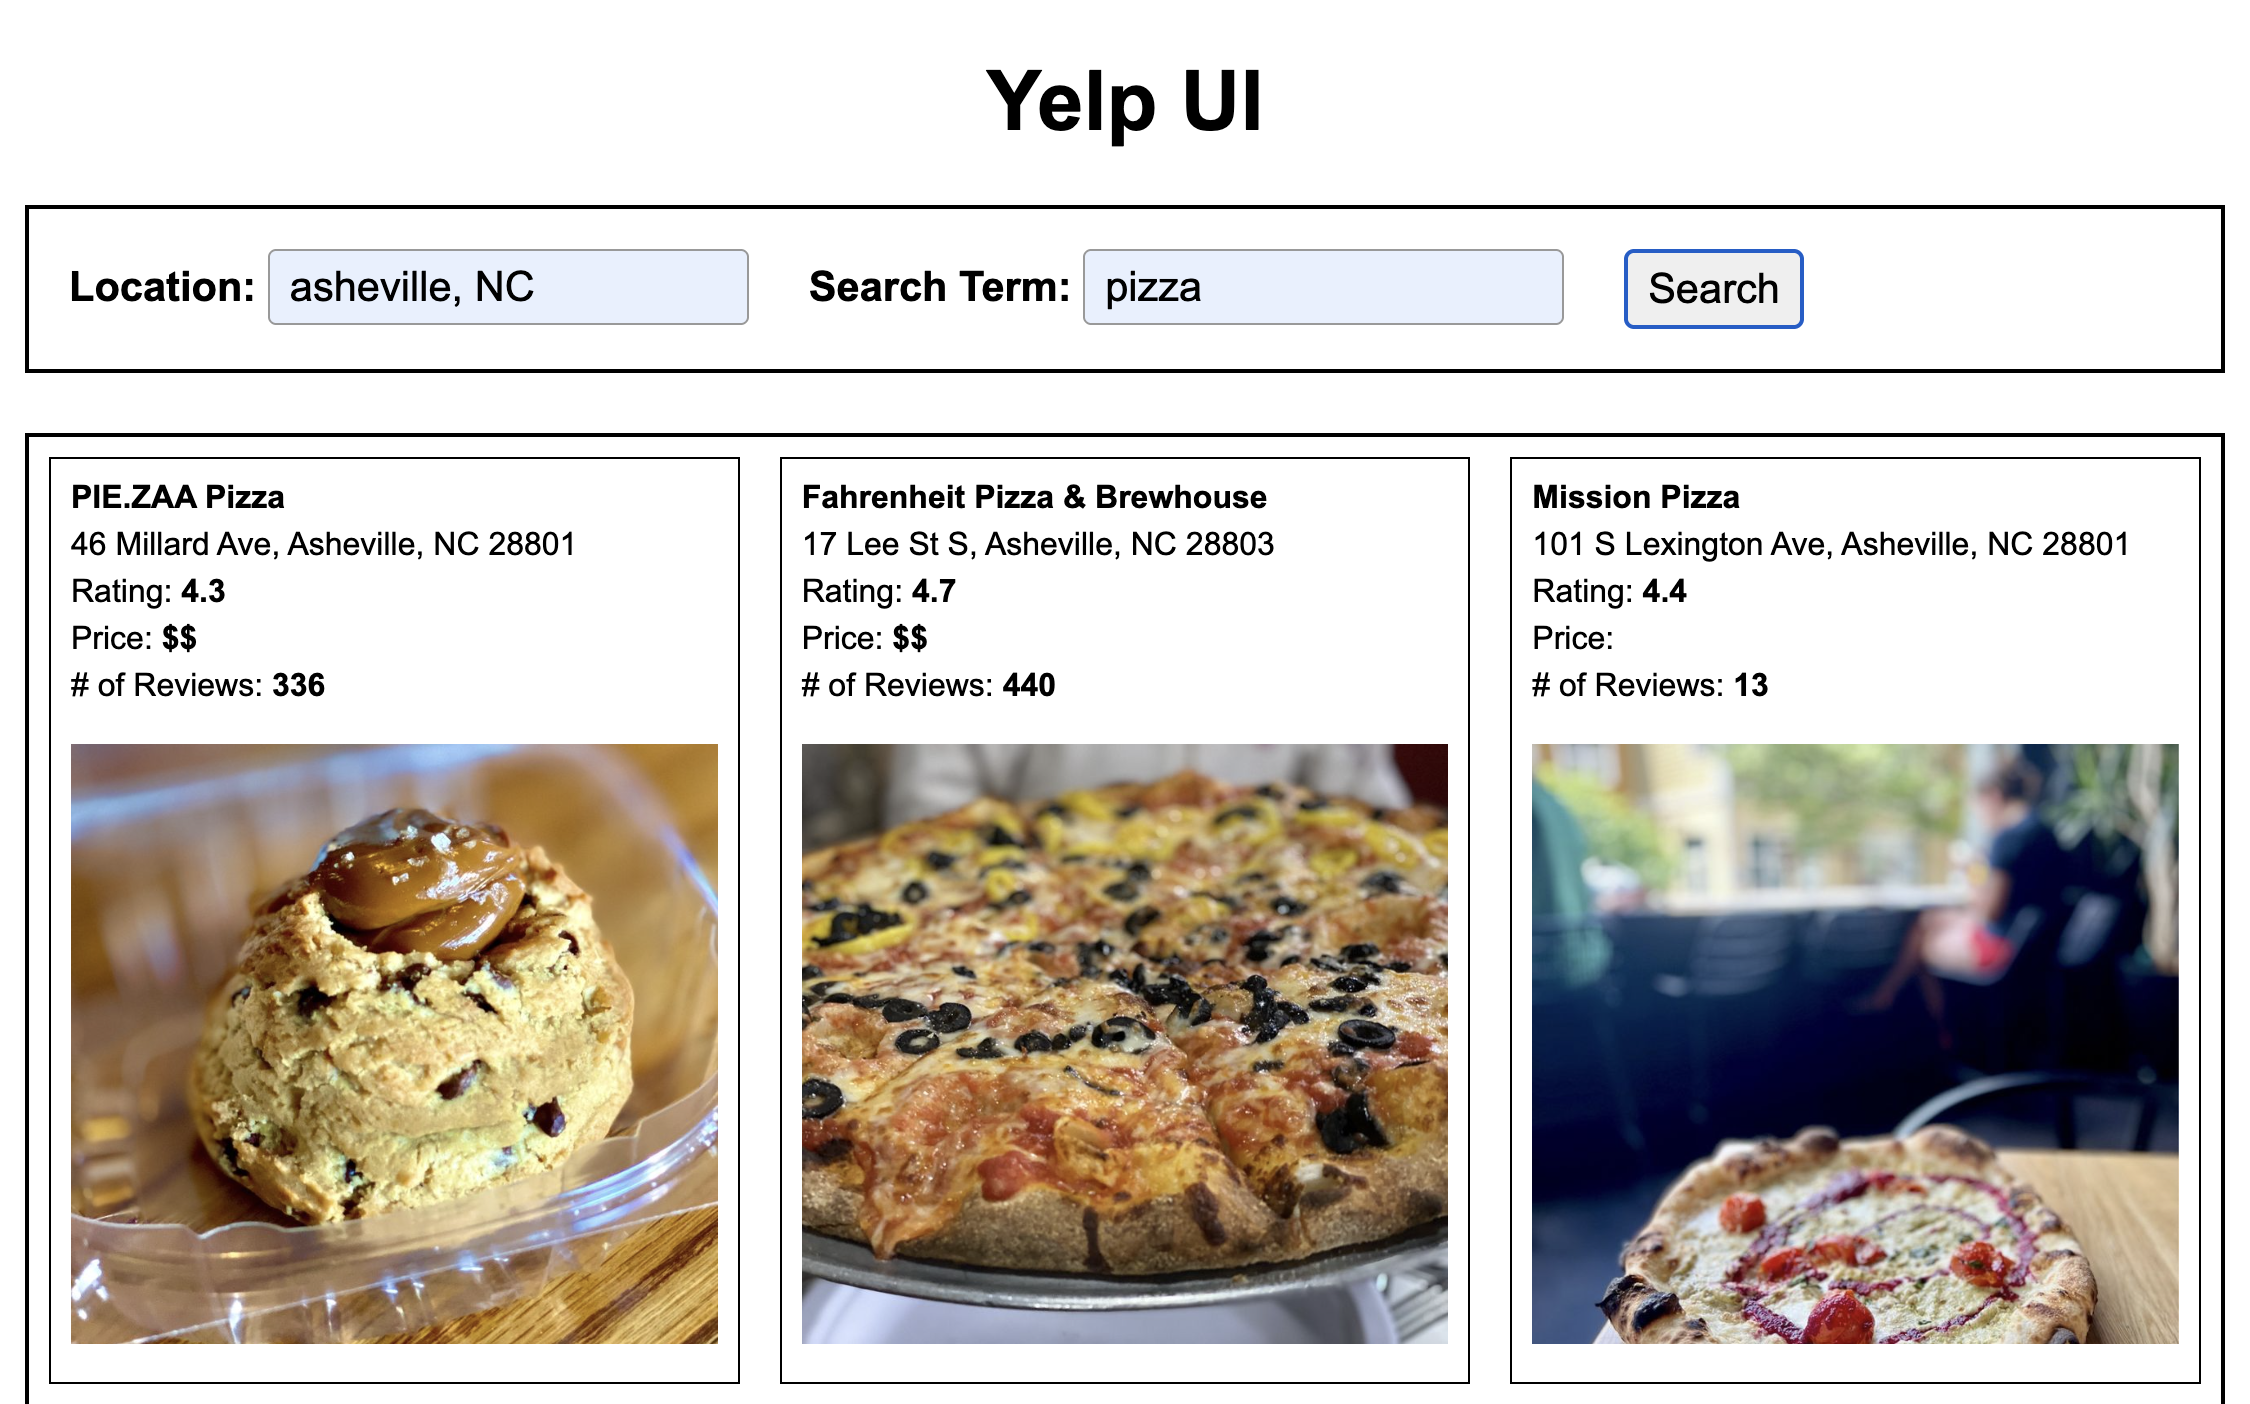 Yelp UI
Location: asheville, NC Search Term: pizza Search
PIE.ZAA Pizza
46 Millard Ave, Asheville, NC 28801
Rating: 4.3
Price: $$
# of Reviews: 336
Fahrenheit Pizza & Brewhouse
17 Lee St S, Asheville, NC 28803
Rating: 4.7
Price: $$
# of Reviews: 440
Mission Pizza
101 S Lexington Ave, Asheville, NC 28801
Rating: 4.4
Price:
# of Reviews: 13